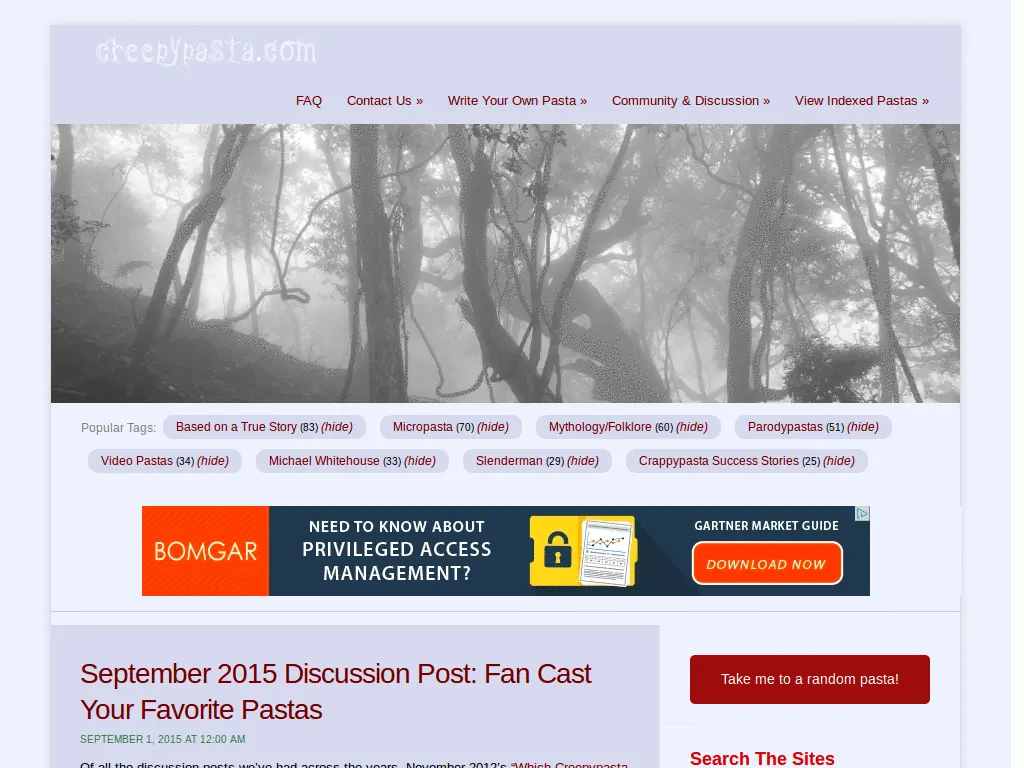 creepypasta.com
FAQ Contact Us » Write Your Own Pasta » Community & Discussion » View Indexed Pastas »
Popular Tags: Based on a True Story (83) (hide) Micropasta (70) (hide) Mythology/Folklore (60) (hide) Parodypastas (51) (hide)
Video Pastas (34) (hide) Michael Whitehouse (33) (hide) Slenderman (29) (hide) Crappypasta Success Stories (25) (hide)
BOMGAR
NEED TO KNOW ABOUT
PRIVILEGED ACCESS
MANAGEMENT?
GARTNER MARKET GUIDE
DOWNLOAD NOW
September 2015 Discussion Post: Fan Cast
Your Favorite Pastas
SEPTEMBER 1, 2015 AT 12:00 AM
Of all the discussion posts we've had across the years, November 2012's "Which Creepypasta
Take me to a random pasta!
Search The Sites